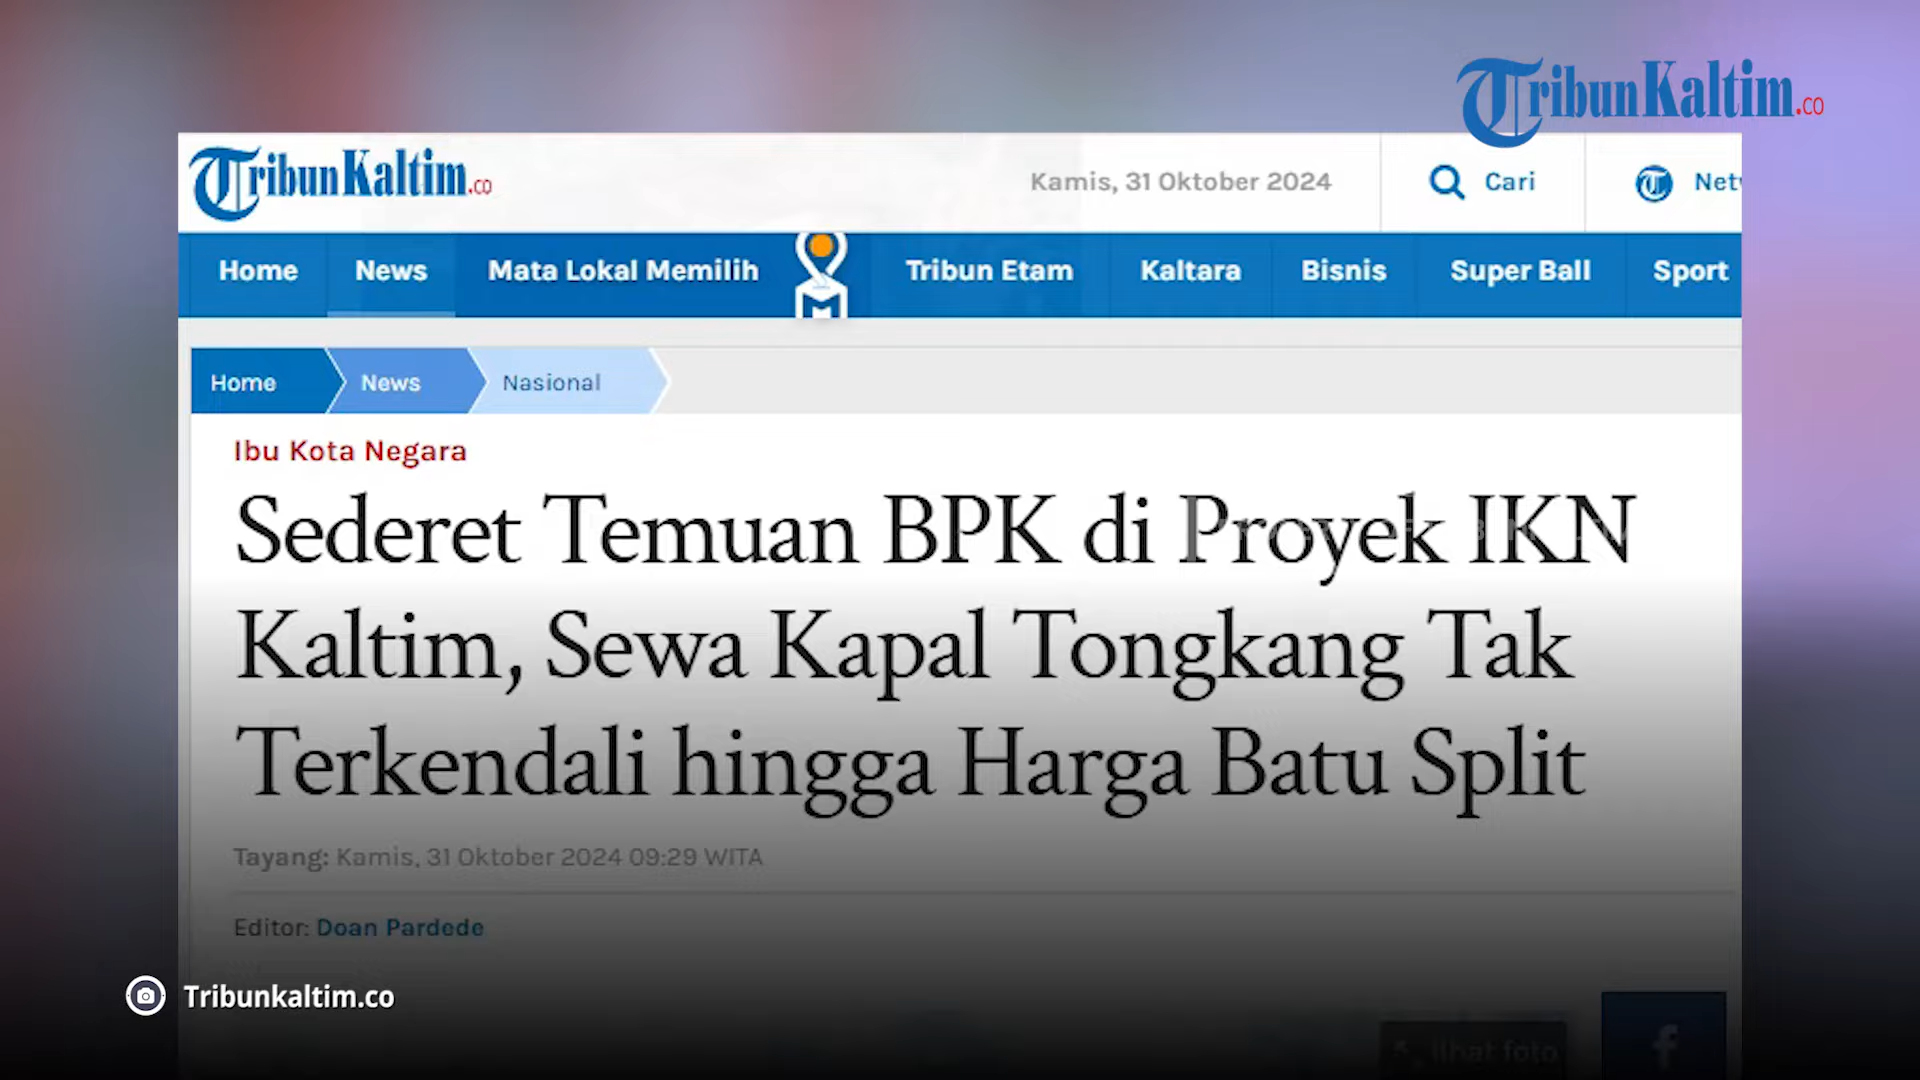 TribunKaltim.co
TribunKaltim.co
Kamis, 31 Oktober 2024
Cari
Home
News
Mata Lokal Memilih
Tribun Etam
Kaltara
Bisnis
Super Ball
Sport
Home
News
Nasional
Ibu Kota Negara
Sederet Temuan BPK di Proyek IKN
Kaltim, Sewa Kapal Tongkang Tak
Terkendali hingga Harga Batu Split
Tayang: Kamis, 31 Oktober 2024 09:29 WITA
Editor: Doan Pardede
Tribunkaltim.co
lihat foto